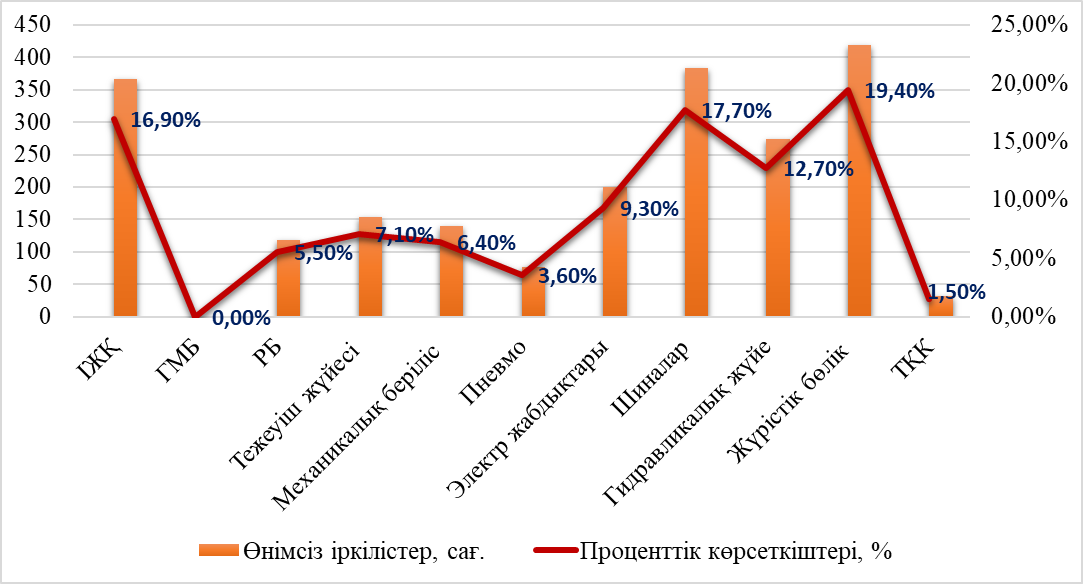 450
400
350
300
250
200
150
100
50
0
25,00%
20,00%
15,00%
10,00%
5,00%
0,00%
16,90%
0,00%
5,50%
7,10%
6,40%
3,60%
9,30%
17,70%
12,70%
19,40%
1,50%
ІЖҚ
ГМБ
РБ
Тежеуіш жүйесі
Механикалық беріліс
Пневмо
Электр жабдықтары
Шиналар
Гидравликалық жүйе
Жүрістік бөлік
ТҚК
Өнімсіз іркілістер, сағ.
Проценттік көрсеткіштері, %